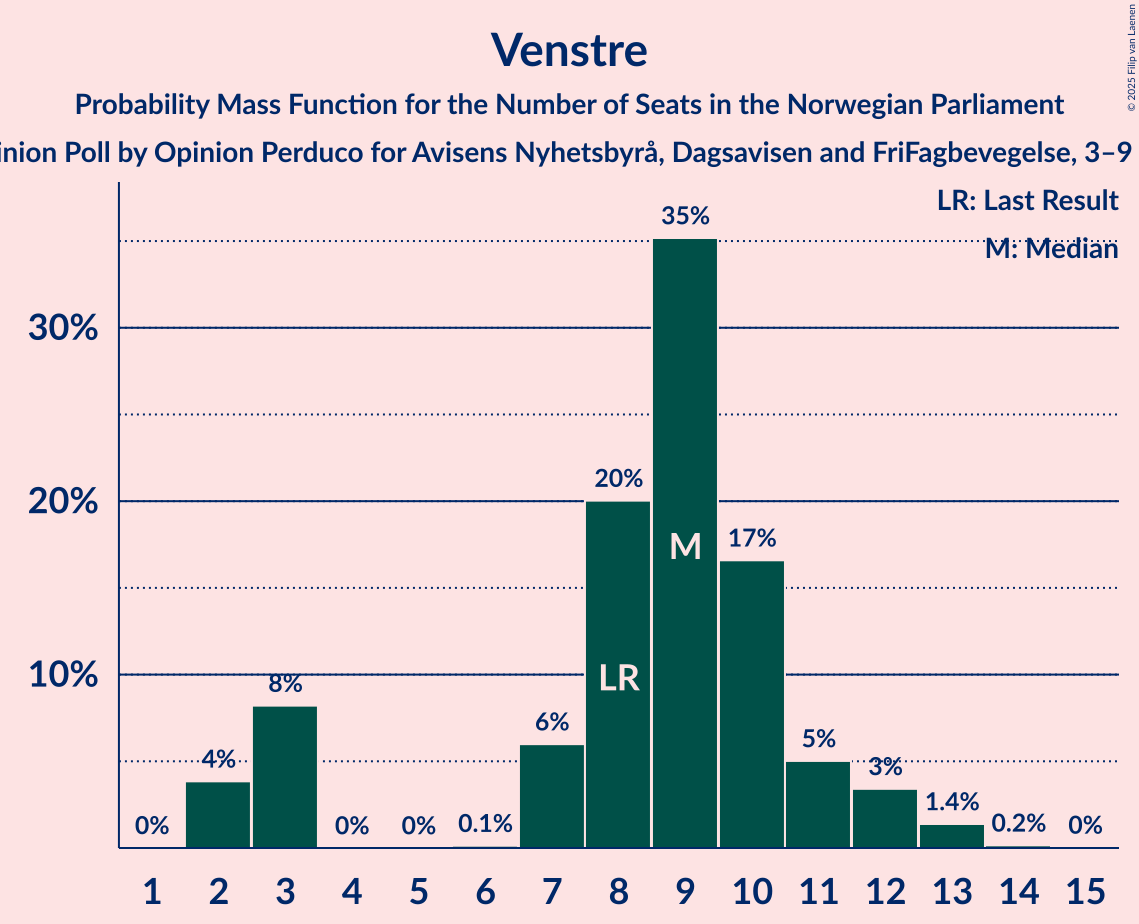 Venstre
Probability Mass Function for the Number of Seats in the Norwegian Parliament
inion Poll by Opinion Perduco for Avisens Nyhetsbyrå, Dagsavisen and FriFagbevegelse, 3–9
© 2025 Filip van Laenen
LR: Last Result
M: Median
35%
30%
20%
20%
17%
M
10%
8%
LR
6%
5%
4%
3%
1.4%
0%
0%
0%
0.1%
0.2%
0%
1 2 3 4 5 6 7 8 9 10 11 12 13 14 15